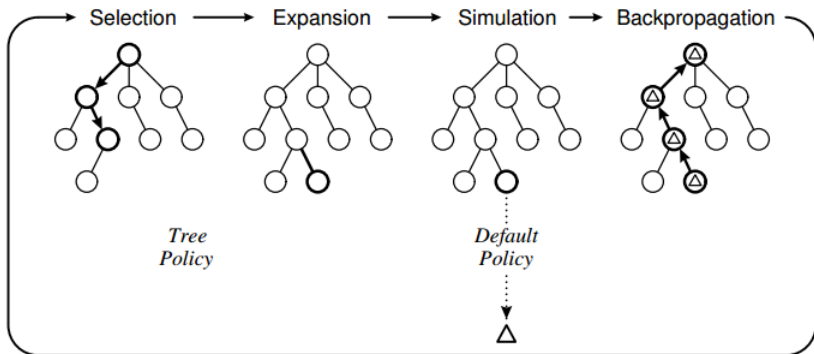 Selection Expansion Simulation Backpropagation
Tree
Policy
Default
Policy